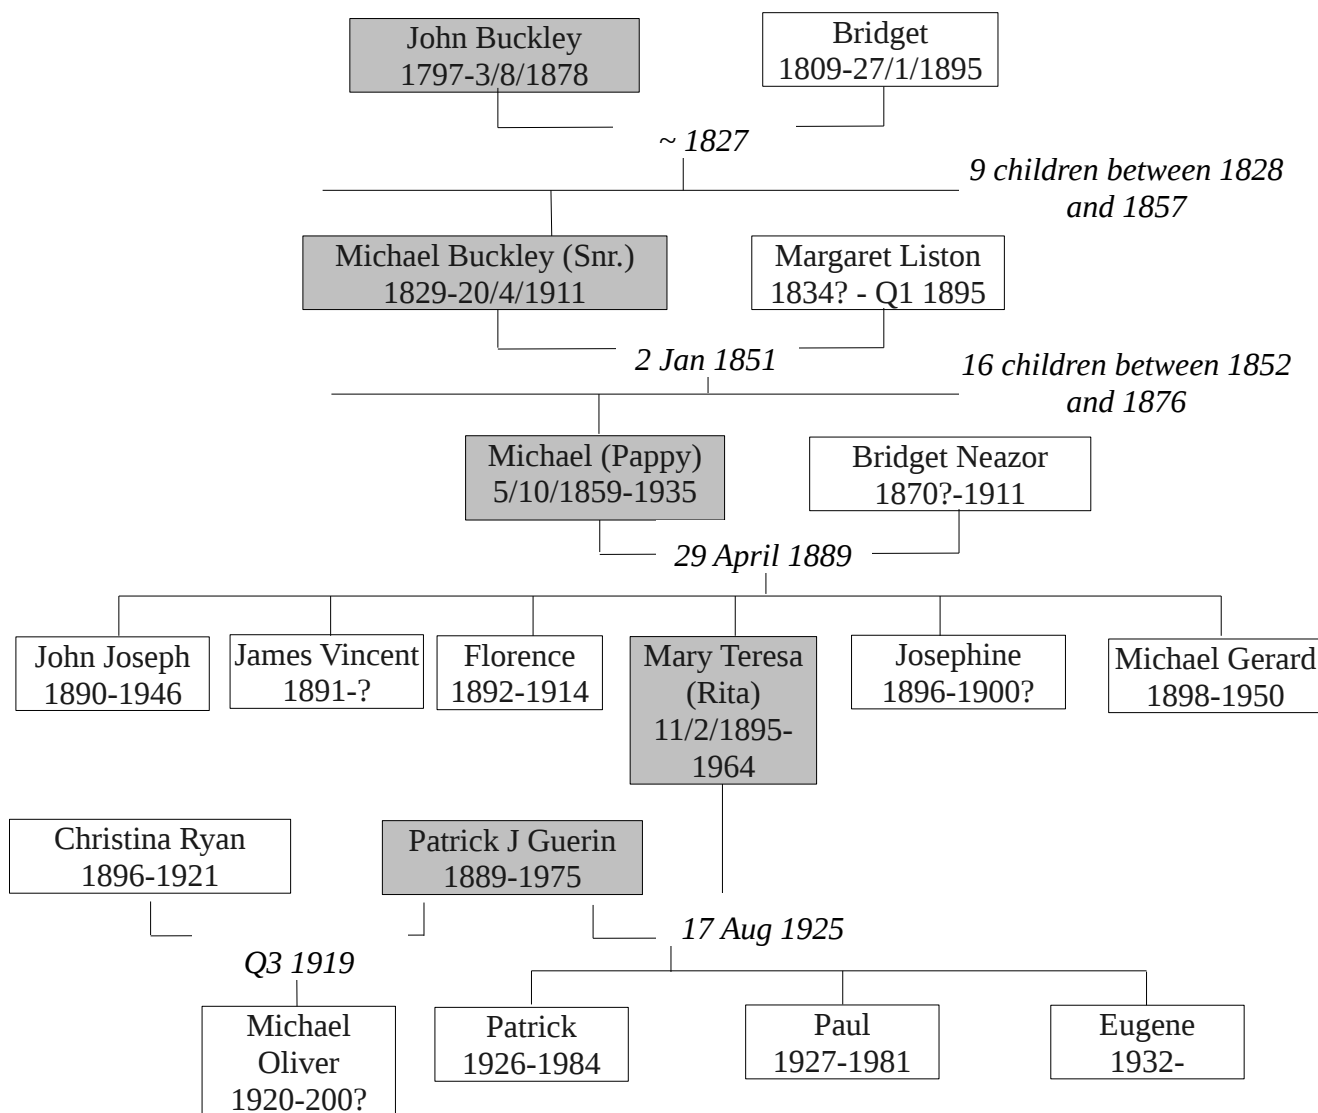 John Buckley
1797-3/8/1878
Bridget
1809-27/1/1895
~ 1827
9 children between 1828
and 1857
Michael Buckley (Snr.)
1829-20/4/1911
Margaret Liston
1834? - Q1 1895
2 Jan 1851
16 children between 1852
and 1876
Michael (Pappy)
5/10/1859-1935
Bridget Neazor
1870?-1911
29 April 1889
John Joseph
1890-1946
James Vincent
1891-?
Florence
1892-1914
Mary Teresa
(Rita)
11/2/1895-
1964
Josephine
1896-1900?
Michael Gerard
1898-1950
Christina Ryan
1896-1921
Patrick J Guerin
1889-1975
17 Aug 1925
Q3 1919
Michael
Oliver
1920-200?
Patrick
1926-1984
Paul
1927-1981
Eugene
1932-